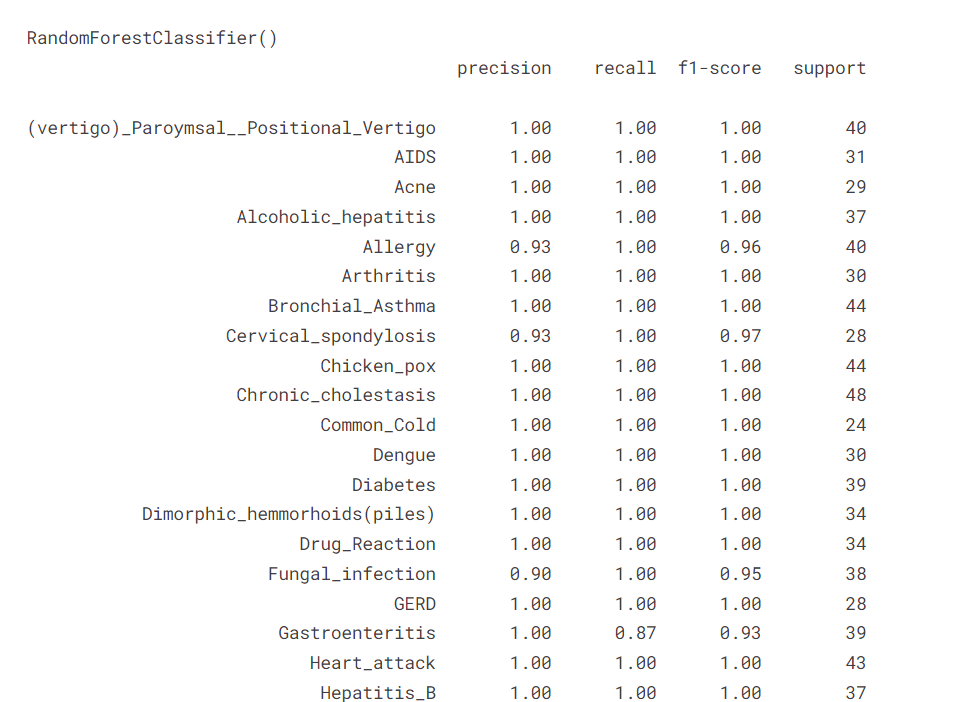 RandomForestClassifier()
precision recall f1-score support
(vertigo)_Paroymsal__Positional_Vertigo 1.00 1.00 1.00 40
AIDS 1.00 1.00 1.00 31
Acne 1.00 1.00 1.00 29
Alcoholic_hepatitis 1.00 1.00 1.00 37
Allergy 0.93 1.00 0.96 40
Arthritis 1.00 1.00 1.00 30
Bronchial_Asthma 1.00 1.00 1.00 44
Cervical_spondylosis 0.93 1.00 0.97 28
Chicken_pox 1.00 1.00 1.00 44
Chronic_cholestasis 1.00 1.00 1.00 48
Common_Cold 1.00 1.00 1.00 24
Dengue 1.00 1.00 1.00 30
Diabetes 1.00 1.00 1.00 39
Dimorphic_hemmorhoids(piles) 1.00 1.00 1.00 34
Drug_Reaction 1.00 1.00 1.00 34
Fungal_infection 0.90 1.00 0.95 38
GERD 1.00 1.00 1.00 28
Gastroenteritis 1.00 0.87 0.93 39
Heart_attack 1.00 1.00 1.00 43
Hepatitis_B 1.00 1.00 1.00 37